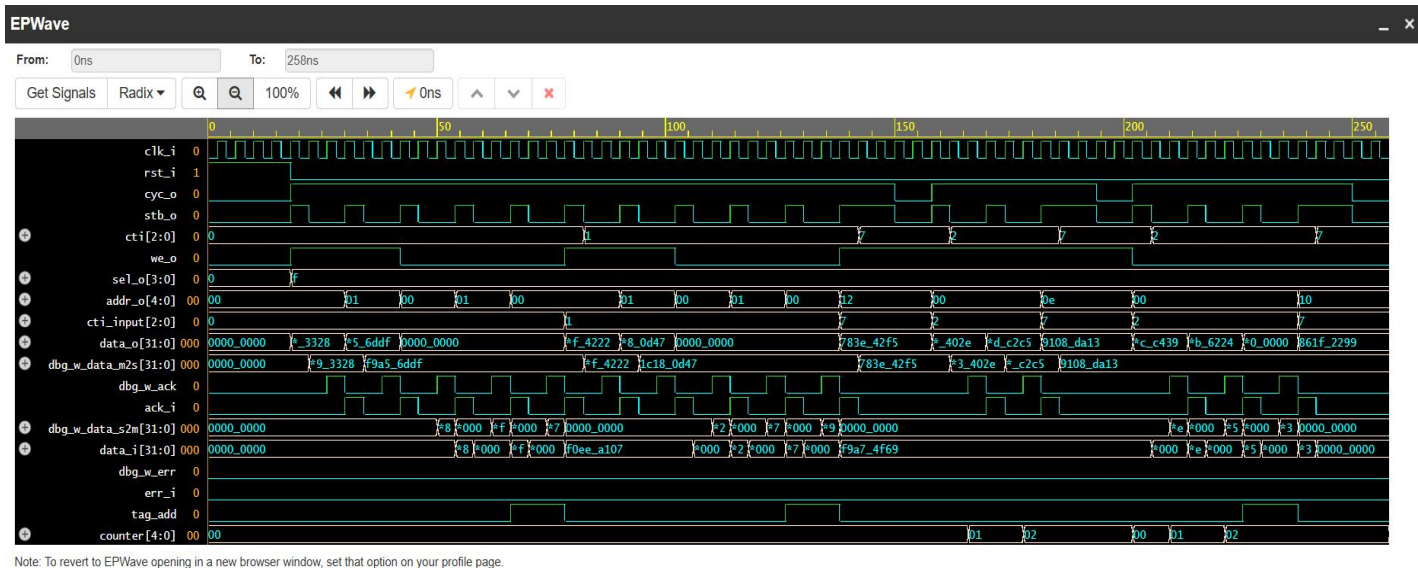 EPWave
From: 0ns To: 258ns
Get Signals Radix 100% 0ns
0 50 100 150 200 250
clk_i 0
rst_i 1
cyc_o 0
stb_o 0
cti[2:0] 0 0 1 7 2 7 2 7
we_o 0
sel_o[3:0] 0 0 f
addr_o[4:0] 00 00 01 00 01 00 01 00 01 00 12 00 0e 00 10
cti_input[2:0] 0 0 1 7 2 7 2 7
data_o[31:0] 000 0000_0000 *_3328 *5_6ddf 0000_0000 *f_4222 *8_0d47 0000_0000 783e_42f5 *_402e *d_c2c5 9108_da13 *c_c439 *b_6224 *0_0000 861f_2299
dbg_w_data_m2s[31:0] 000 0000_0000 *9_3328 f9a5_6ddf *f_4222 1c18_0d47 783e_42f5 *3_402e *_c2c5 9108_da13
dbg_w_ack 0
ack_i 0
dbg_w_data_s2m[31:0] 000 0000_0000 *8 *000 *f *000 *7 0000_0000 *2 *000 *7 *000 *9 0000_0000 *e *000 *5 *000 *3 0000_0000
data_i[31:0] 000 0000_0000 *8 *000 *f *000 f0ee_a107 *000 *2 *000 *7 *000 f9a7_4f69 *000 *e *000 *5 *000 *3 0000_0000
dbg_w_err 0
err_i 0
tag_add 0
counter[4:0] 00 00 01 02 00 01 02
Note: To revert to EPWave opening in a new browser window, set that option on your profile page.